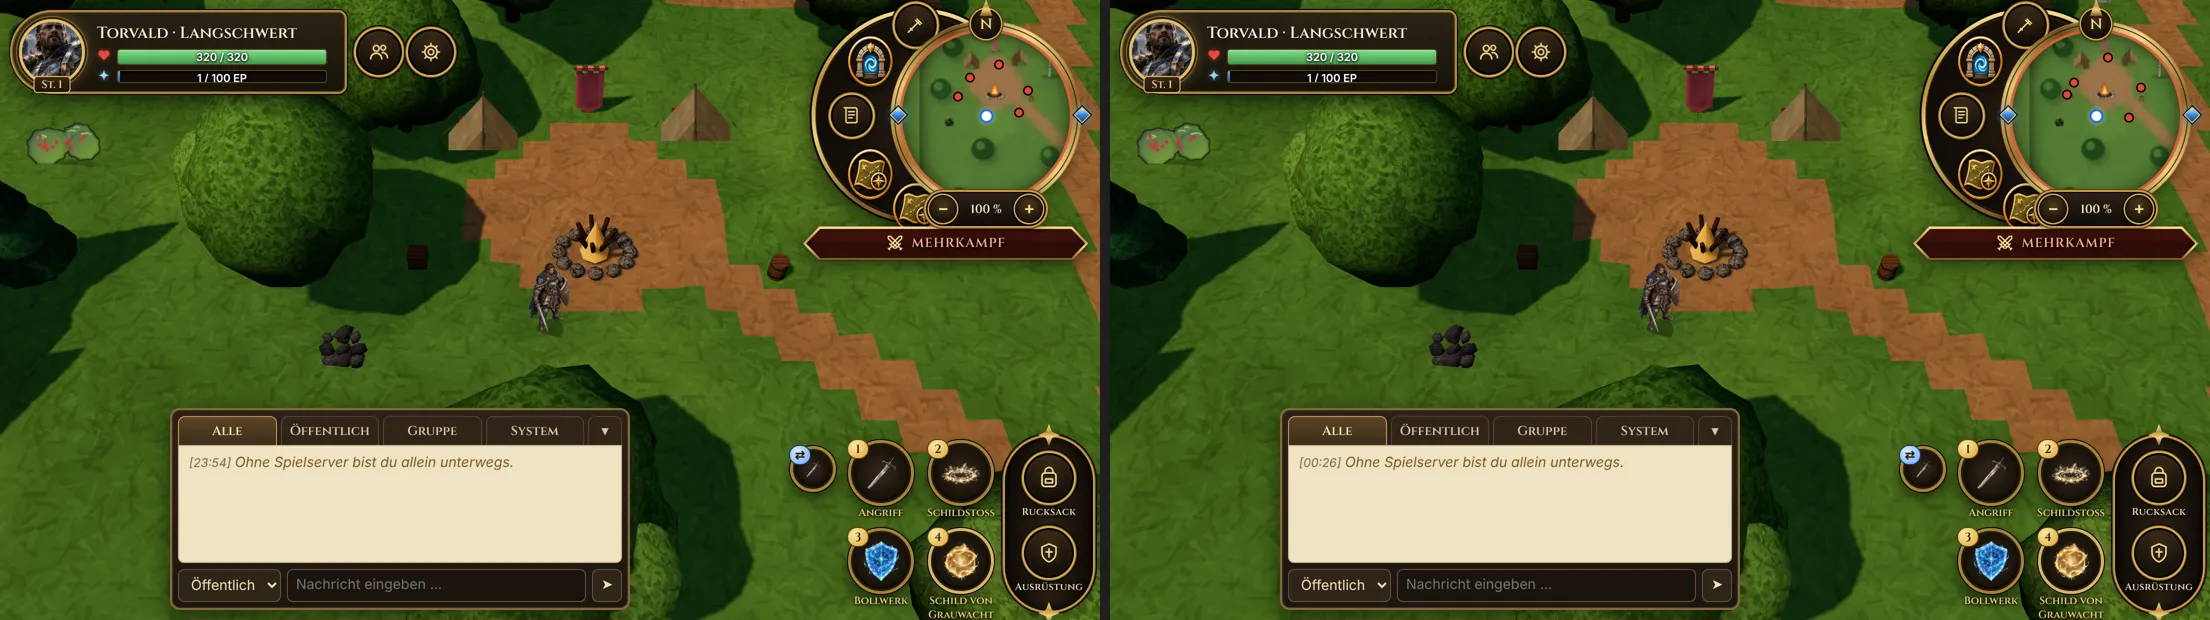 Torvald · Langschwert
320 / 320
1 / 100 EP
St. 1
N
100 %
Mehrkampf
Alle
Öffentlich
Gruppe
System
[23:54] Ohne Spielserver bist du allein unterwegs.
Öffentlich
Nachricht eingeben ...
1
Angriff
2
Schildstoss
3
Bollwerk
4
Schild von
Grauwacht
Rucksack
Ausrüstung
Torvald · Langschwert
320 / 320
1 / 100 EP
St. 1
N
100 %
Mehrkampf
Alle
Öffentlich
Gruppe
System
[00:26] Ohne Spielserver bist du allein unterwegs.
Öffentlich
Nachricht eingeben ...
1
Angriff
2
Schildstoss
3
Bollwerk
4
Schild von
Grauwacht
Rucksack
Ausrüstung